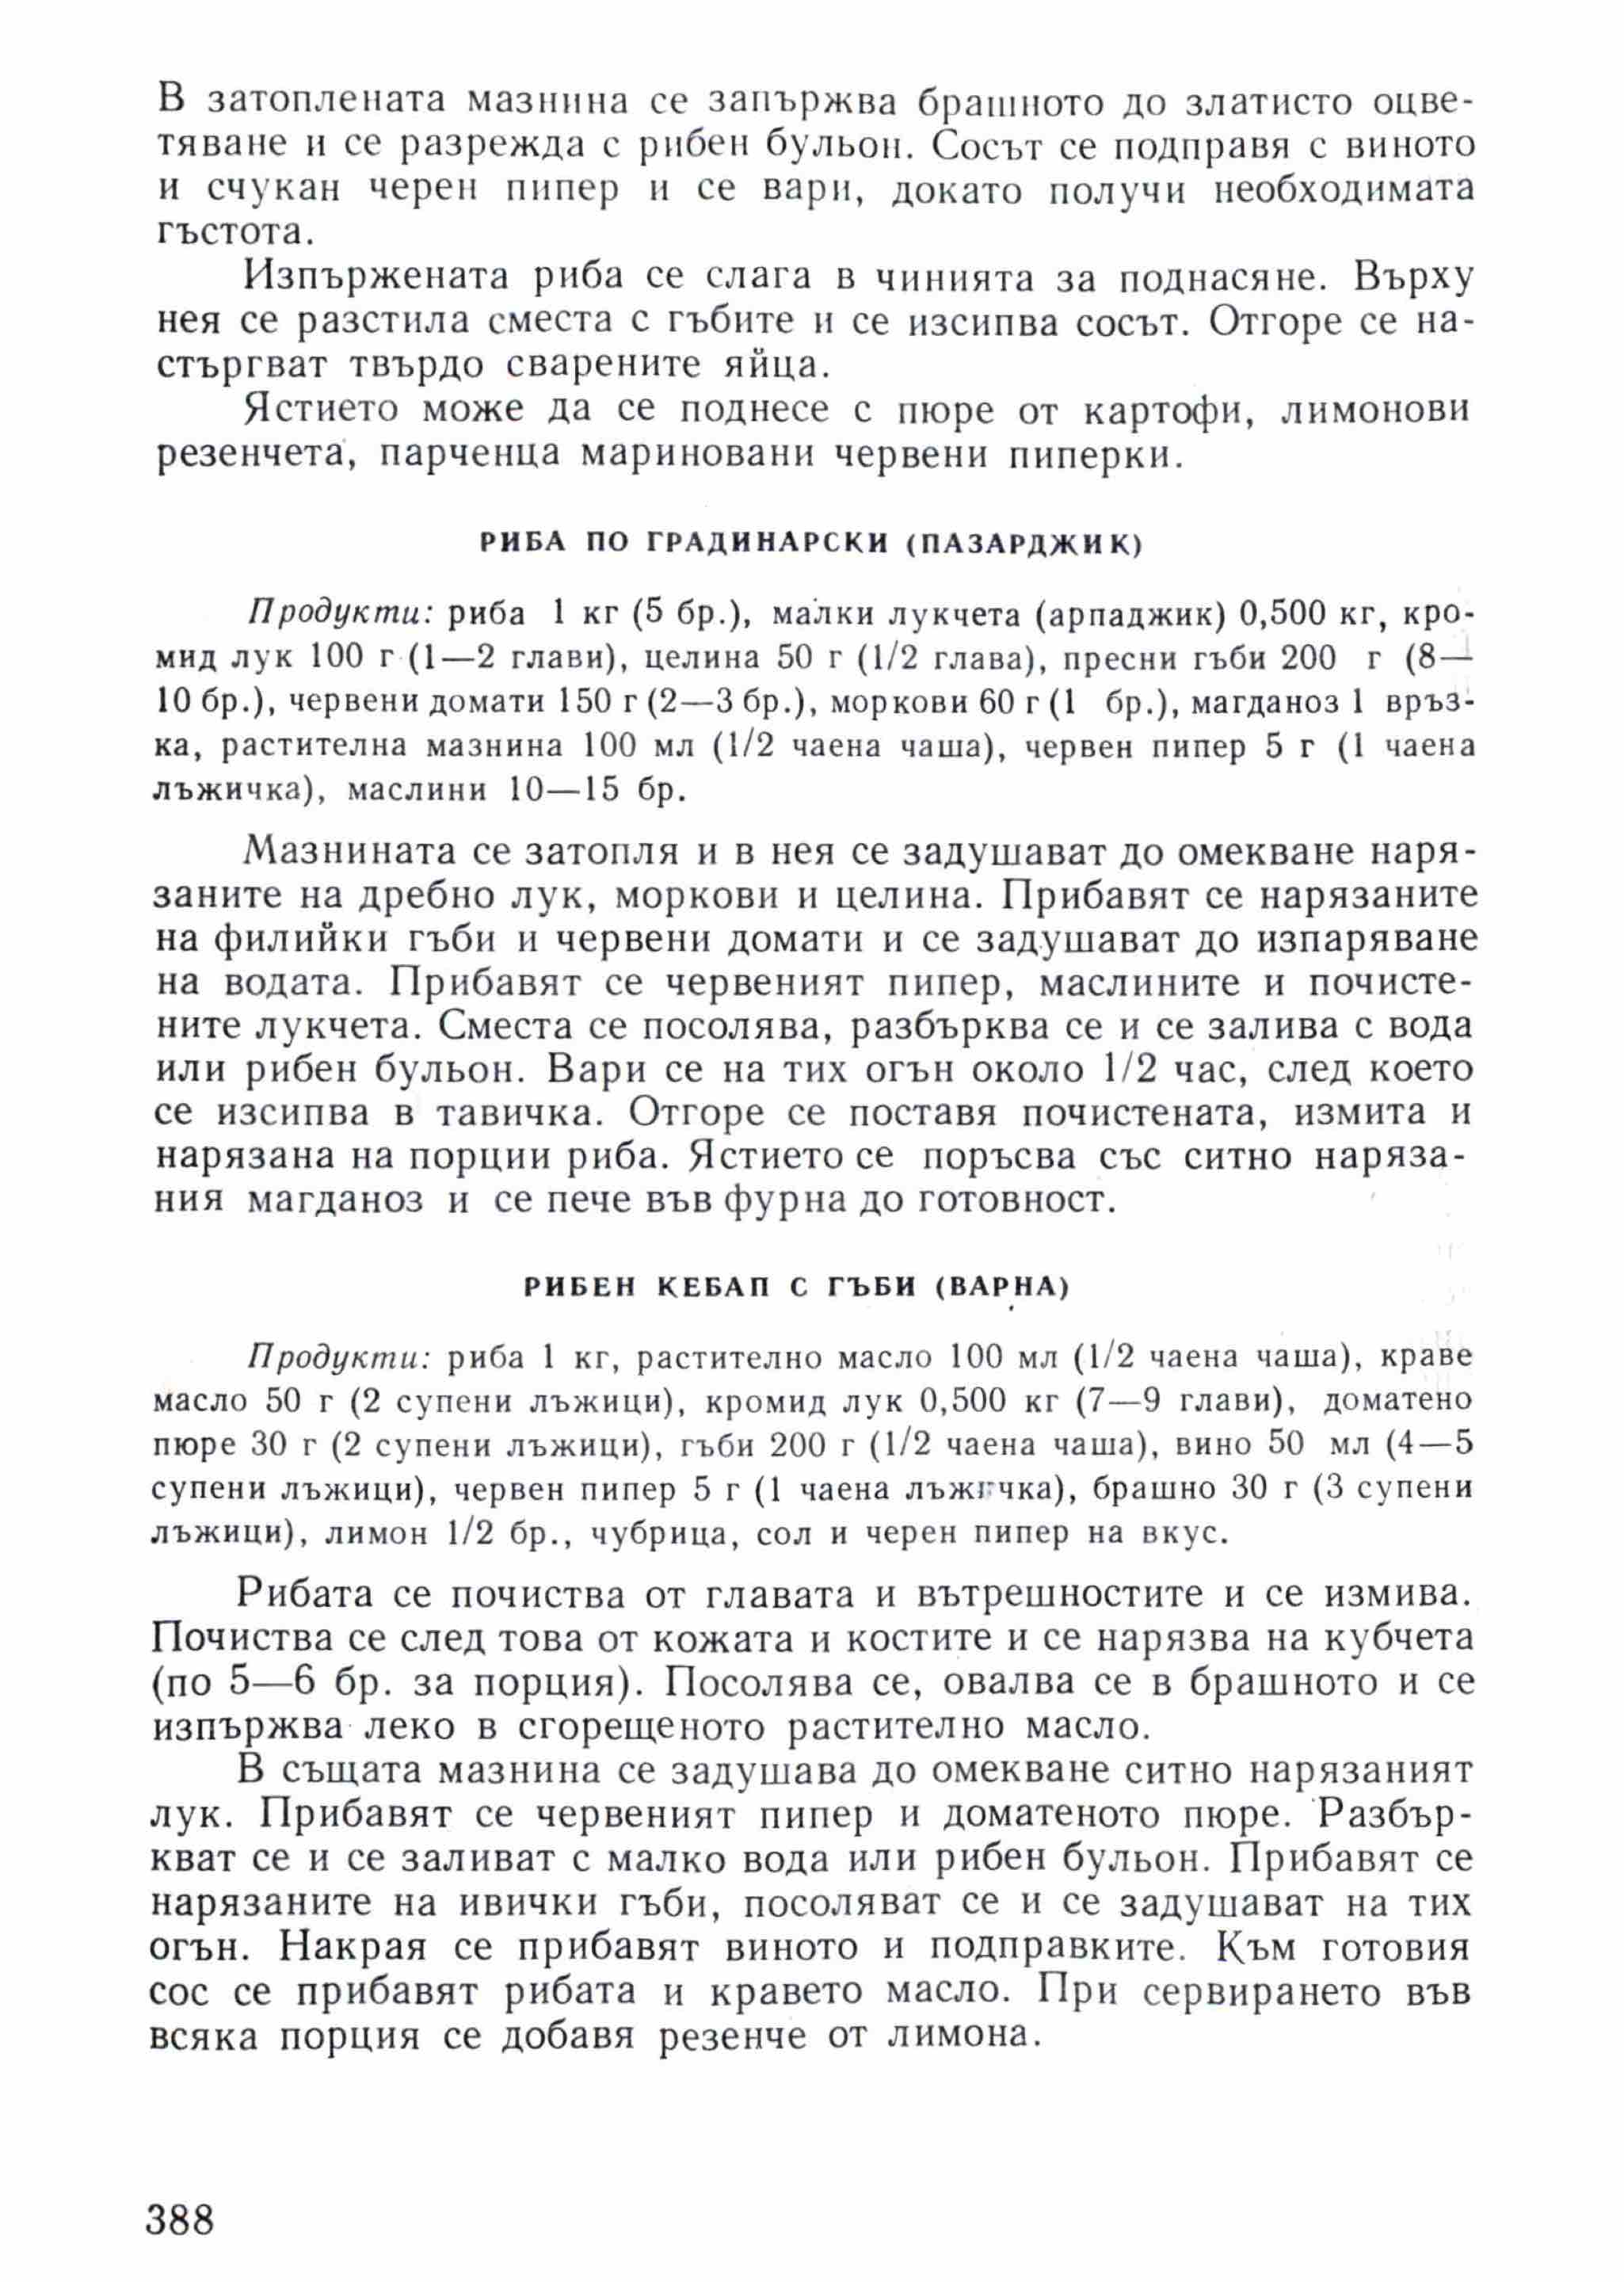 В затоплената мазнина се запържва брашното до златисто оцве-
тяване и се разрежда с рибен бульон. Сосът се подправя с виното
и счукан черен пипер и се вари, докато получи необходимата
гъстота.
Изпържената риба се слага в чинията за поднасяне. Върху
нея се разстила сместа с гъбите и се изсипва сосът. Отгоре се на-
стъргват твърдо сварените яйца.
Ястието може да се поднесе с пюре от картофи, лимонови
резенчета, парченца мариновани червени пиперки.
РИБА ПО ГРАДИНАРСКИ (ПАЗАРДЖИК)
Продукти: риба 1 кг (5 бр.), малки лукчета (арпаджик) 0,500 кг, кро-
мид лук 100 г (1—2 глави), целина 50 г (1/2 глава), пресни гъби 200 г (8—
10 бр.), червени домати 150 г (2—3 бр.), моркови 60 г (1 бр.), магданоз 1 връз-
ка, растителна мазнина 100 мл (1/2 чаена чаша), червен пипер 5 г (1 чаена
лъжичка), маслини 10—15 бр.
Мазнината се затопля и в нея се задушават до омекване наря-
заните на дребно лук, моркови и целина. Прибавят се нарязаните
на филийки гъби и червени домати и се задушават до изпаряване
на водата. Прибавят се червеният пипер, маслините и почисте-
ните лукчета. Сместа се посолява, разбърква се и се залива с вода
или рибен бульон. Вари се на тих огън около 1/2 час, след което
се изсипва в тавичка. Отгоре се поставя почистената, измита и
нарязана на порции риба. Ястието се поръсва със ситно наряза-
ния магданоз и се пече във фурна до готовност.
РИБЕН КЕБАП С ГЪБИ (ВАРНА)
Продукти: риба 1 кг, растително масло 100 мл (1/2 чаена чаша), краве
масло 50 г (2 супени лъжици), кромид лук 0,500 кг (7—9 глави), доматено
пюре 30 г (2 супени лъжици), гъби 200 г (1/2 чаена чаша), вино 50 мл (4—5
супени лъжици), червен пипер 5 г (1 чаена лъжичка), брашно 30 г (3 супени
лъжици), лимон 1/2 бр., чубрица, сол и черен пипер на вкус.
Рибата се почиства от главата и вътрешностите и се измива.
Почиства се след това от кожата и костите и се нарязва на кубчета
(по 5—6 бр. за порция). Посолява се, овалва се в брашното и се
изпържва леко в сгорещеното растително масло.
В същата мазнина се задушава до омекване ситно нарязаният
лук. Прибавят се червеният пипер и доматеното пюре. Разбър-
кват се и се заливат с малко вода или рибен бульон. Прибавят се
нарязаните на ивички гъби, посоляват се и се задушават на тих
огън. Накрая се прибавят виното и подправките. Към готовия
сос се прибавят рибата и кравето масло. При сервирането във
всяка порция се добавя резенче от лимона.
388